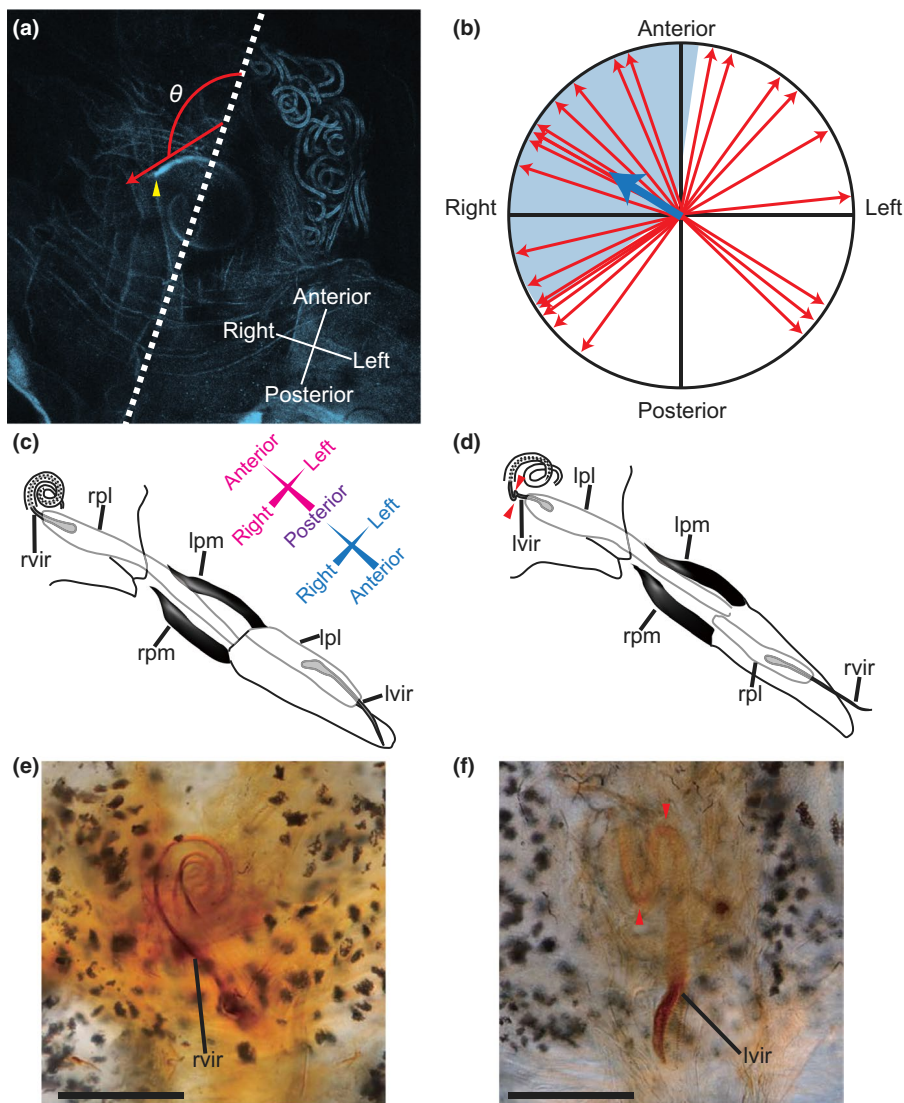 (a)
θ
Anterior
Right
Left
Posterior
(b)
Anterior
Right
Left
Posterior
(c)
rvir
rpl
lpm
rpm
lpl
lvir
Anterior
Left
Right
Posterior
Left
Right
Anterior
(d)
lvir
lpl
lpm
rpm
rpl
rvir
(e)
rvir
(f)
lvir